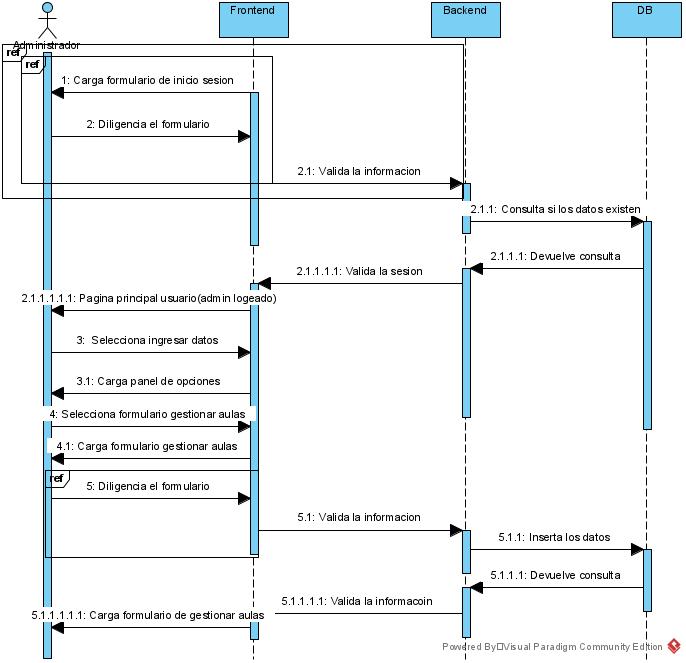 Frontend
Backend
DB
Administrador
ref
ref
1: Carga formulario de inicio sesion
2: Diligencia el formulario
2.1: Valida la informacion
2.1.1: Consulta si los datos existen
2.1.1.1: Devuelve consulta
2.1.1.1.1: Valida la sesion
2.1.1.1.1.1: Pagina principal usuario(admin logeado)
3: Selecciona ingresar datos
3.1: Carga panel de opciones
4: Selecciona formulario gestionar aulas
4.1: Carga formulario gestionar aulas
ref
5: Diligencia el formulario
5.1: Valida la informacion
5.1.1: Inserta los datos
5.1.1.1: Devuelve consulta
5.1.1.1.1: Valida la informacoin
5.1.1.1.1.1: Carga formulario de gestionar aulas
Powered By Visual Paradigm Community Edition